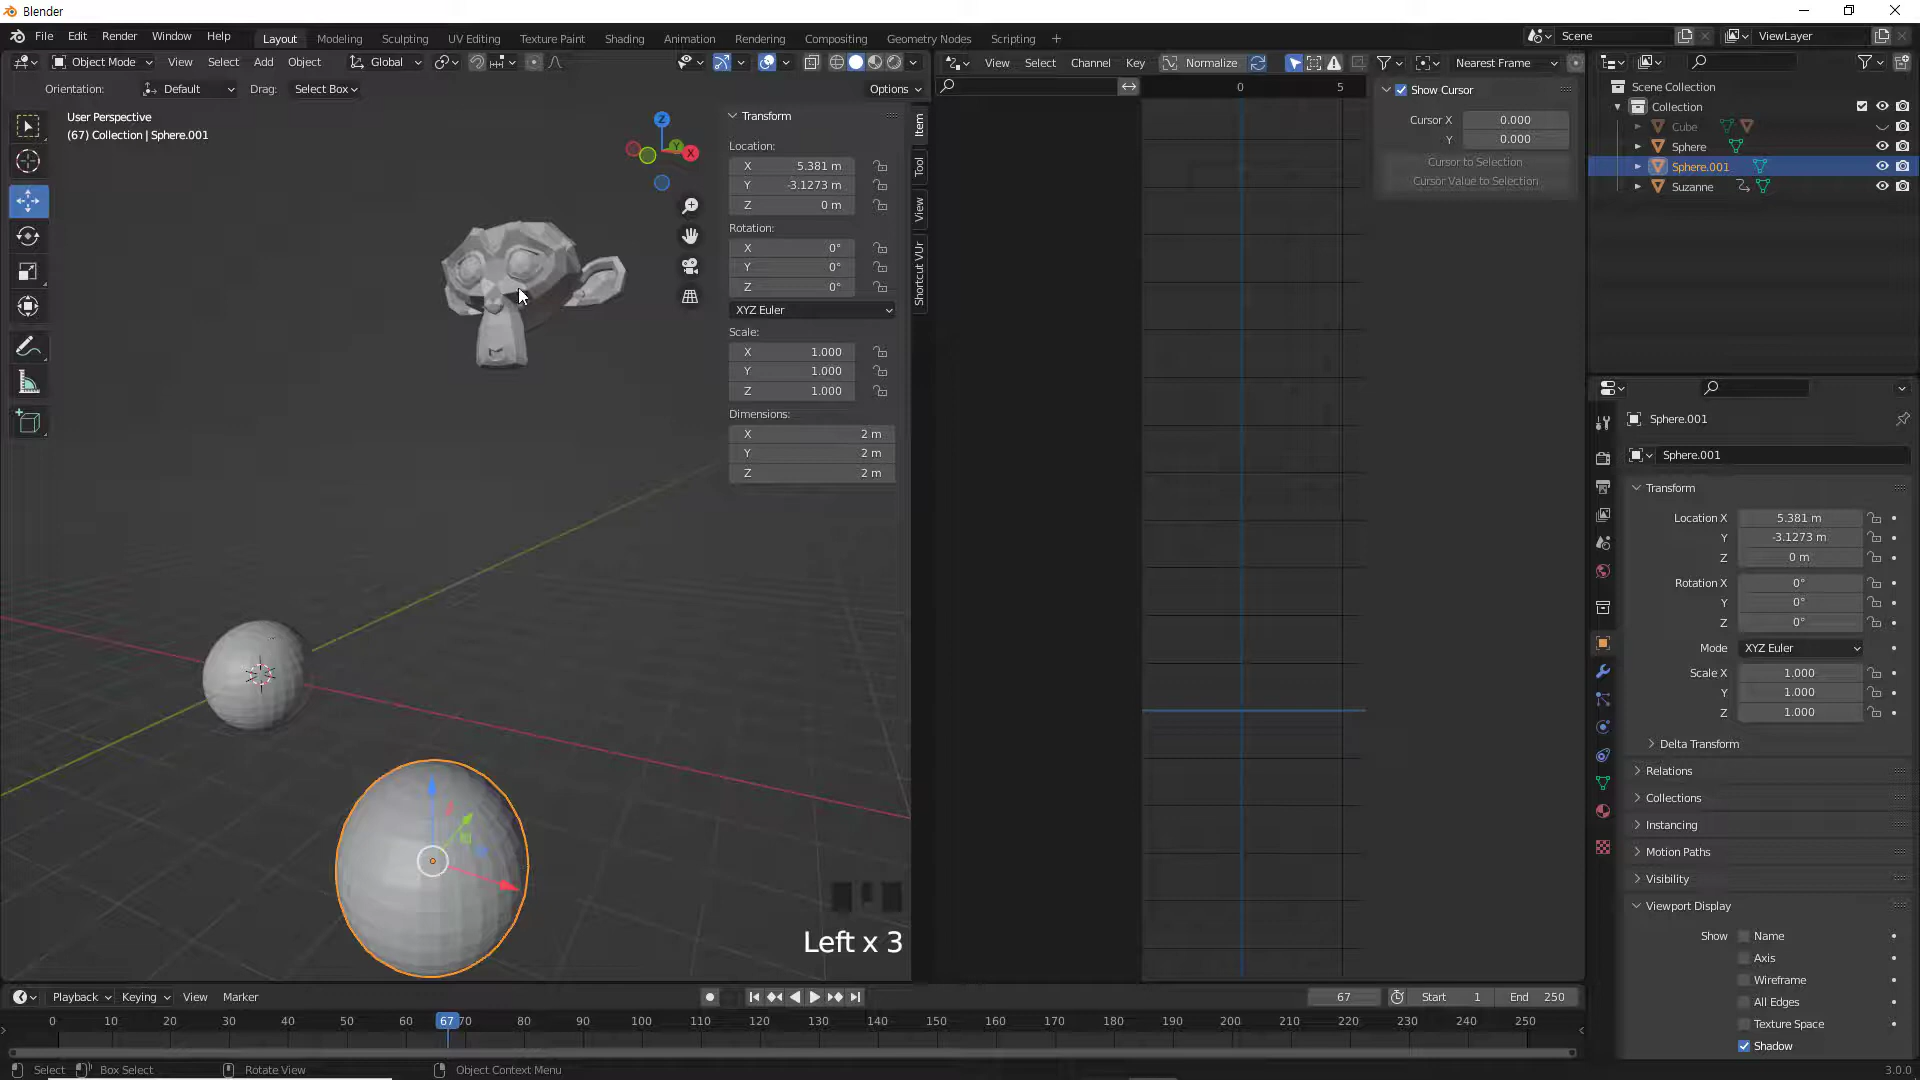 Blender
File Edit Render Window Help
Layout Modeling Sculpting UV Editing Texture Paint Shading Animation Rendering Compositing Geometry Nodes Scripting +
Scene ViewLayer
Object Mode View Select Add Object Global
View Select Channel Key Normalize Nearest Frame
Orientation: Default Drag: Select Box Options
0 5
User Perspective
(67) Collection | Sphere.001
Transform
Location:
X 5.381 m
Y -3.1273 m
Z 0 m
Rotation:
X 0°
Y 0°
Z 0°
XYZ Euler
Scale:
X 1.000
Y 1.000
Z 1.000
Dimensions:
X 2 m
Y 2 m
Z 2 m
Item
Tool
View
Shortcut VUr
Z
Y
X
Show Cursor
Cursor X 0.000
Y 0.000
Cursor to Selection
Cursor Value to Selection
Scene Collection
Collection
Cube
Sphere
Sphere.001
Suzanne
Sphere.001
Sphere.001
Transform
Location X 5.381 m
Y -3.1273 m
Z 0 m
Rotation X 0°
Y 0°
Z 0°
Mode XYZ Euler
Scale X 1.000
Y 1.000
Z 1.000
Delta Transform
Relations
Collections
Instancing
Motion Paths
Visibility
Viewport Display
Show Name
Axis
Wireframe
All Edges
Texture Space
Shadow
Left x 3
Playback Keying View Marker
67 Start 1 End 250
0 10 20 30 40 50 60 67 70 80 90 100 110 120 130 140 150 160 170 180 190 200 210 220 230 240 250
Select Box Select Rotate View Object Context Menu
3.0.0